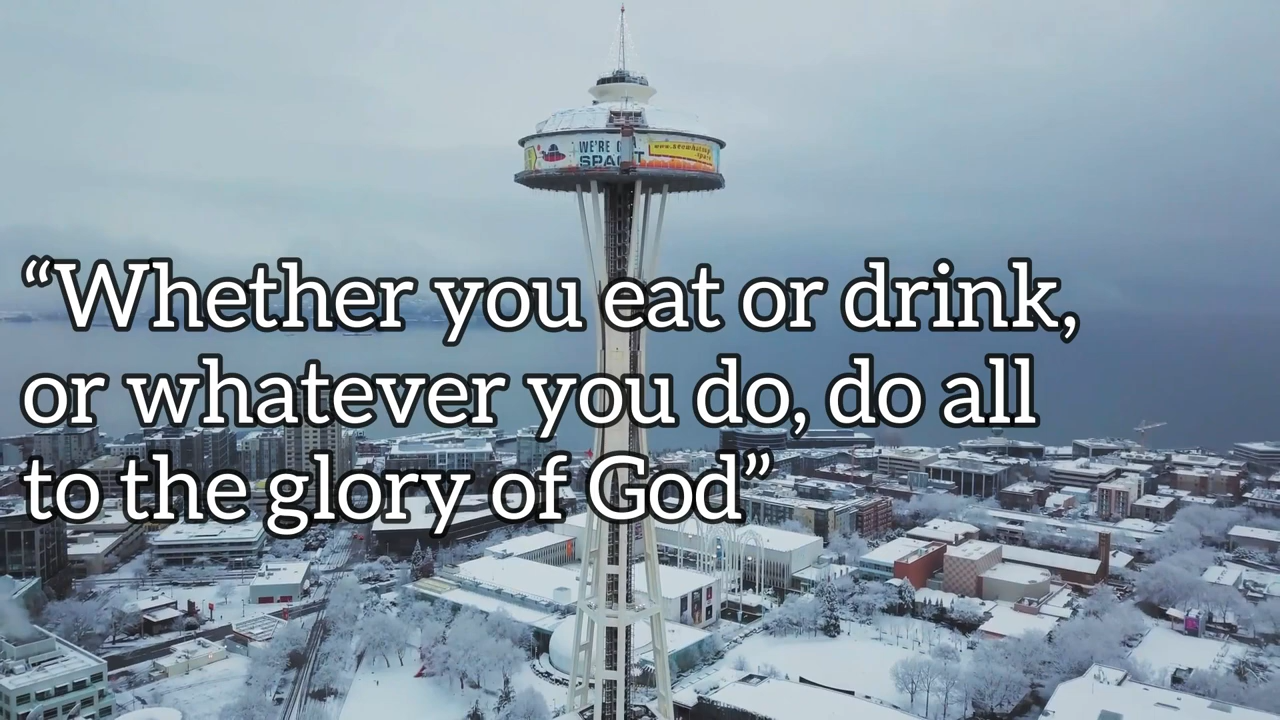 WE'RE
“Whether you eat or drink,
or whatever you do, do all
to the glory of God”